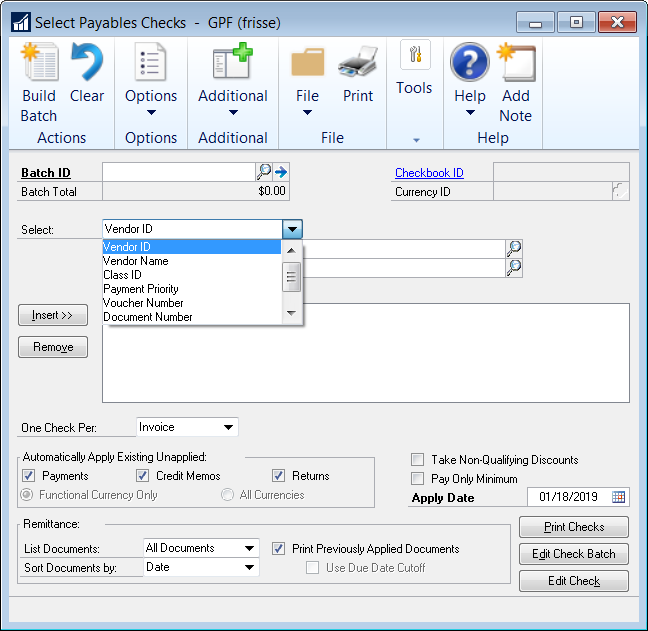 Select Payables Checks - GPF (frisse)
Build Batch
Clear
Options
Additional
File
Print
Tools
Help
Add Note
Actions
Options
Additional
File
Help
Batch ID
Checkbook ID
Batch Total
$0.00
Currency ID
Select:
Vendor ID
Vendor ID
Vendor Name
Class ID
Payment Priority
Voucher Number
Document Number
Insert >>
Remove
One Check Per:
Invoice
Automatically Apply Existing Unapplied:
Payments
Credit Memos
Returns
Functional Currency Only
All Currencies
Take Non-Qualifying Discounts
Pay Only Minimum
Apply Date
01/18/2019
Remittance:
List Documents:
All Documents
Print Previously Applied Documents
Sort Documents by:
Date
Use Due Date Cutoff
Print Checks
Edit Check Batch
Edit Check